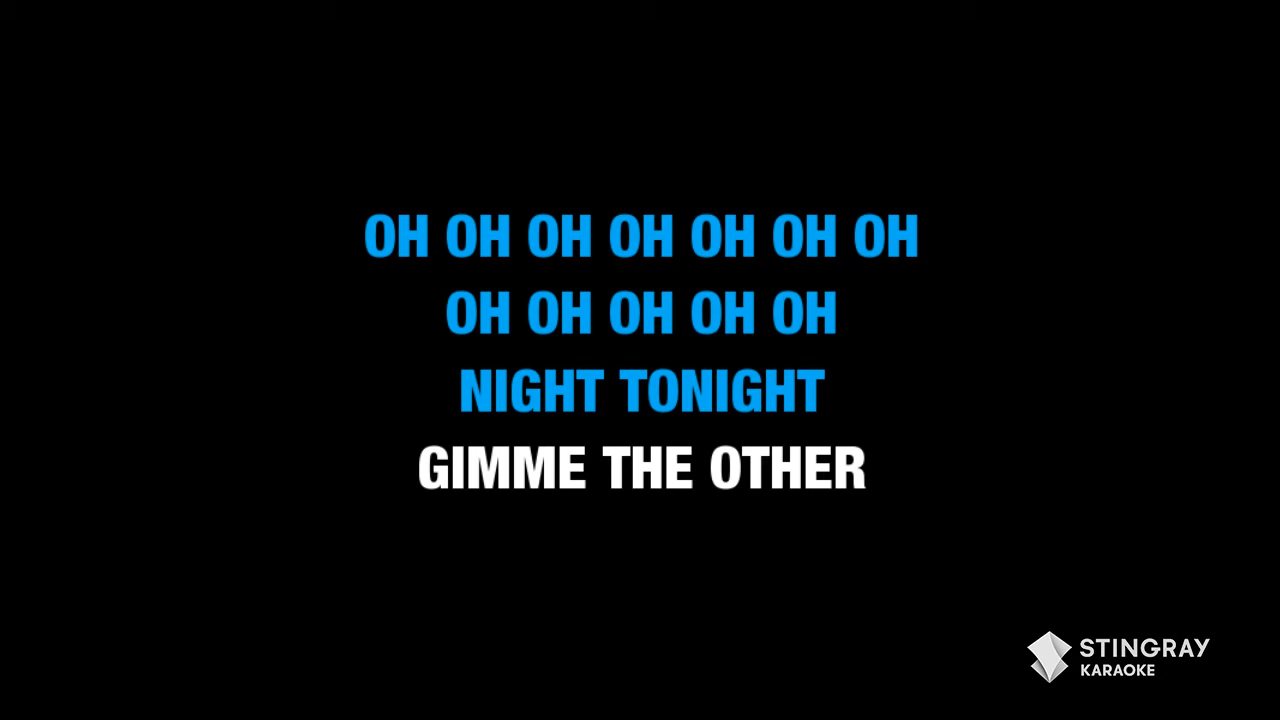 OH OH OH OH OH OH OH
OH OH OH OH OH
NIGHT TONIGHT
GIMME THE OTHER
STINGRAY
KARAOKE